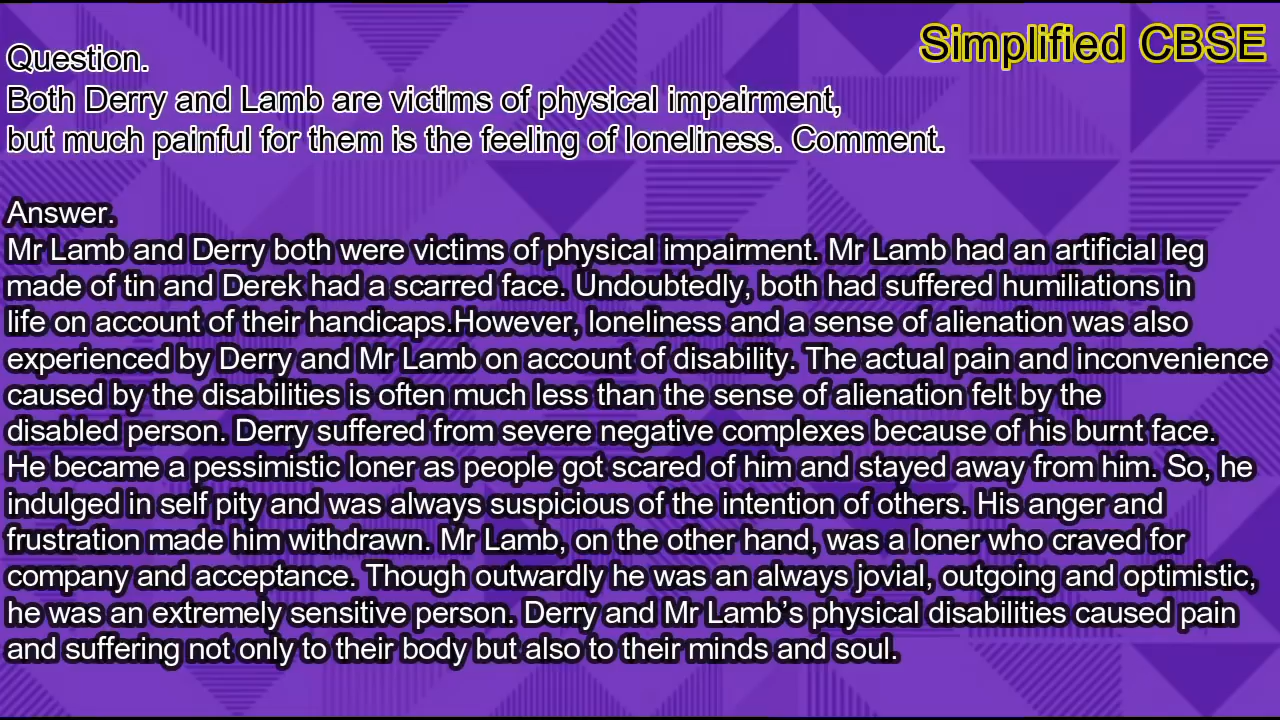 Simplified CBSE
Question.
Both Derry and Lamb are victims of physical impairment,
but much painful for them is the feeling of loneliness. Comment.
Answer.
Mr Lamb and Derry both were victims of physical impairment. Mr Lamb had an artificial leg
made of tin and Derek had a scarred face. Undoubtedly, both had suffered humiliations in
life on account of their handicaps.However, loneliness and a sense of alienation was also
experienced by Derry and Mr Lamb on account of disability. The actual pain and inconvenience
caused by the disabilities is often much less than the sense of alienation felt by the
disabled person. Derry suffered from severe negative complexes because of his burnt face.
He became a pessimistic loner as people got scared of him and stayed away from him. So, he
indulged in self pity and was always suspicious of the intention of others. His anger and
frustration made him withdrawn. Mr Lamb, on the other hand, was a loner who craved for
company and acceptance. Though outwardly he was an always jovial, outgoing and optimistic,
he was an extremely sensitive person. Derry and Mr Lamb’s physical disabilities caused pain
and suffering not only to their body but also to their minds and soul.